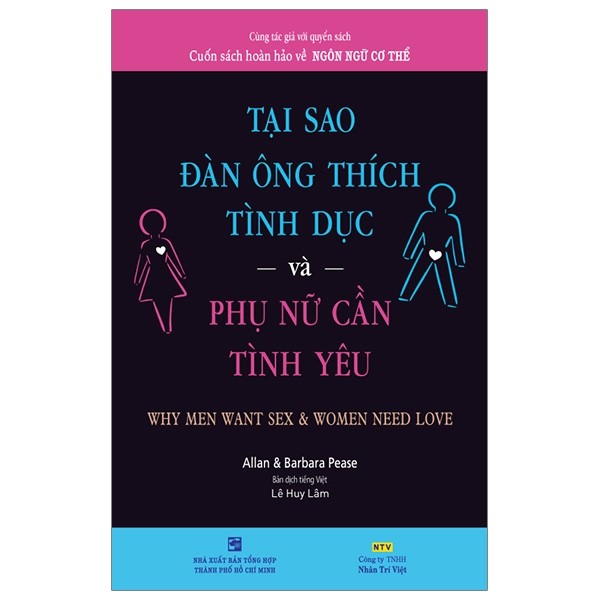 Cùng tác giả với quyển sách
Cuốn sách hoàn hảo về NGÔN NGỮ CƠ THỂ
TẠI SAO
ĐÀN ÔNG THÍCH
TÌNH DỤC
– và –
PHỤ NỮ CẦN
TÌNH YÊU
WHY MEN WANT SEX & WOMEN NEED LOVE
Allan & Barbara Pease
Bản dịch tiếng Việt
Lê Huy Lâm
NHÀ XUẤT BẢN TỔNG HỢP
THÀNH PHỐ HỒ CHÍ MINH
NTV
Công ty TNHH
Nhân Trí Việt